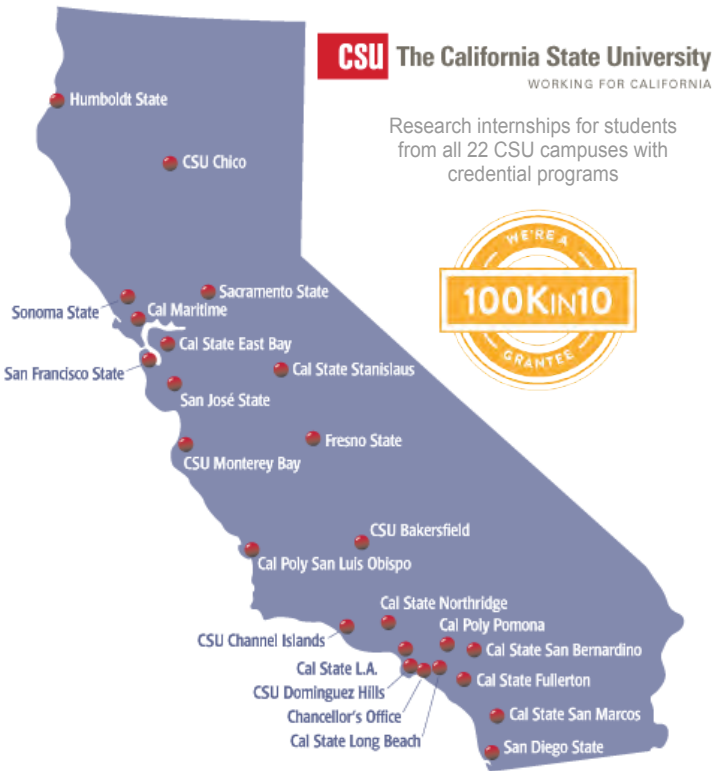 CSU The California State University
WORKING FOR CALIFORNIA
Research internships for students
from all 22 CSU campuses with
credential programs
WE'RE A
100KIN10
GRANTEE
Humboldt State
CSU Chico
Sacramento State
Sonoma State
Cal Maritime
Cal State East Bay
San Francisco State
Cal State Stanislaus
San José State
Fresno State
CSU Monterey Bay
CSU Bakersfield
Cal Poly San Luis Obispo
Cal State Northridge
Cal Poly Pomona
CSU Channel Islands
Cal State San Bernardino
Cal State L.A.
Cal State Fullerton
CSU Dominguez Hills
Chancellor's Office
Cal State San Marcos
Cal State Long Beach
San Diego State